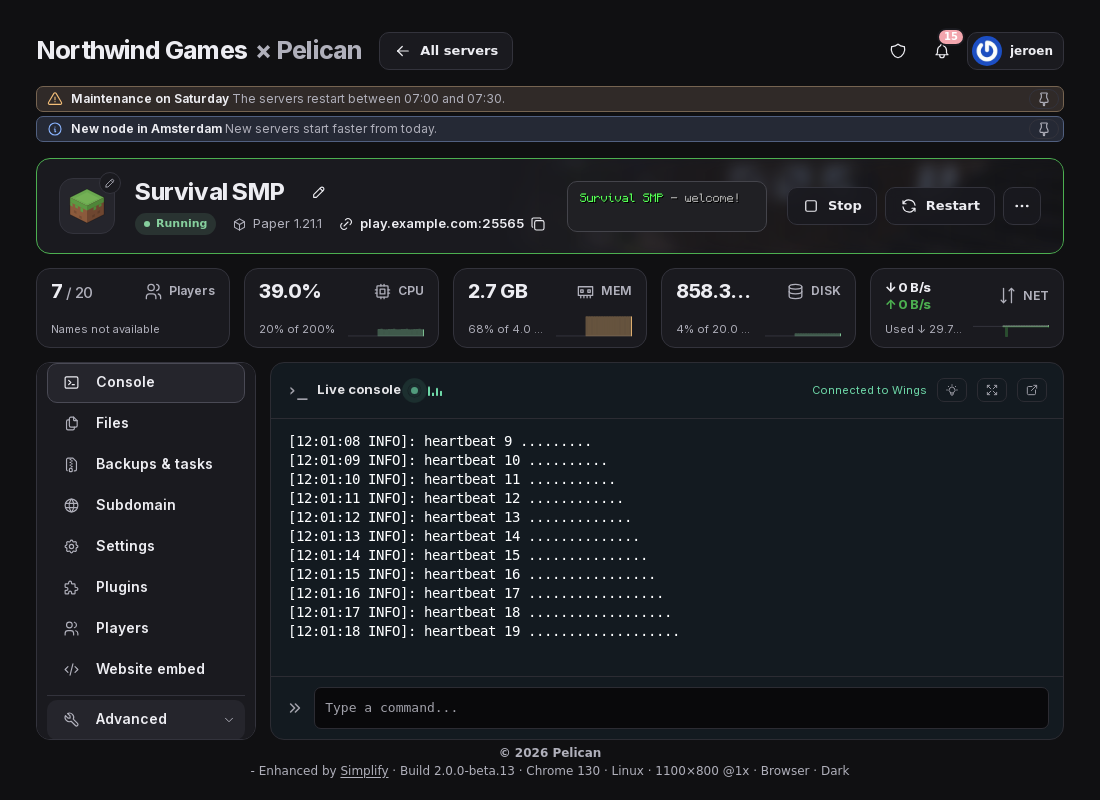 Northwind Games × Pelican
All servers
15
jeroen
Maintenance on Saturday The servers restart between 07:00 and 07:30.
New node in Amsterdam New servers start faster from today.
Survival SMP
Running
Paper 1.21.1
play.example.com:25565
Survival SMP — welcome!
Stop
Restart
7 / 20
Players
Names not available
39.0%
CPU
20% of 200%
2.7 GB
MEM
68% of 4.0 ...
858.3...
DISK
4% of 20.0 ...
↓ 0 B/s
↑ 0 B/s
NET
Used ↓ 29.7...
Console
Files
Backups & tasks
Subdomain
Settings
Plugins
Players
Website embed
Advanced
Live console
Connected to Wings
[12:01:08 INFO]: heartbeat 9 .........
[12:01:09 INFO]: heartbeat 10 ..........
[12:01:10 INFO]: heartbeat 11 ...........
[12:01:11 INFO]: heartbeat 12 ............
[12:01:12 INFO]: heartbeat 13 .............
[12:01:13 INFO]: heartbeat 14 ..............
[12:01:14 INFO]: heartbeat 15 ...............
[12:01:15 INFO]: heartbeat 16 ................
[12:01:16 INFO]: heartbeat 17 .................
[12:01:17 INFO]: heartbeat 18 ..................
[12:01:18 INFO]: heartbeat 19 ...................
Type a command...
© 2026 Pelican
- Enhanced by Simplify · Build 2.0.0-beta.13 · Chrome 130 · Linux · 1100×800 @1x · Browser · Dark